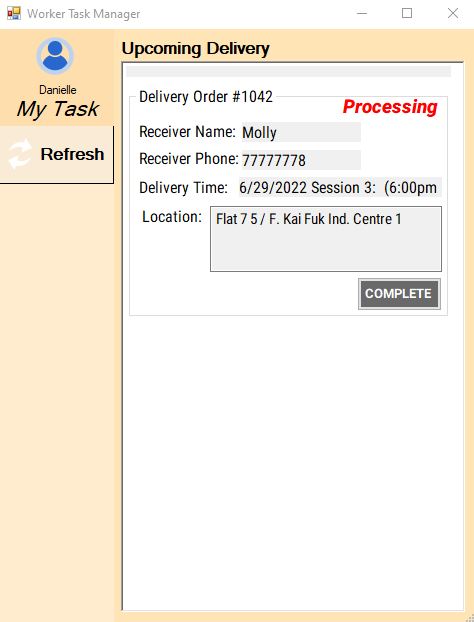 Worker Task Manager
Danielle
My Task
Refresh
Upcoming Delivery
Delivery Order #1042
Processing
Receiver Name: Molly
Receiver Phone: 77777778
Delivery Time: 6/29/2022 Session 3: (6:00pm
Location: Flat 7 5 / F. Kai Fuk Ind. Centre 1
COMPLETE